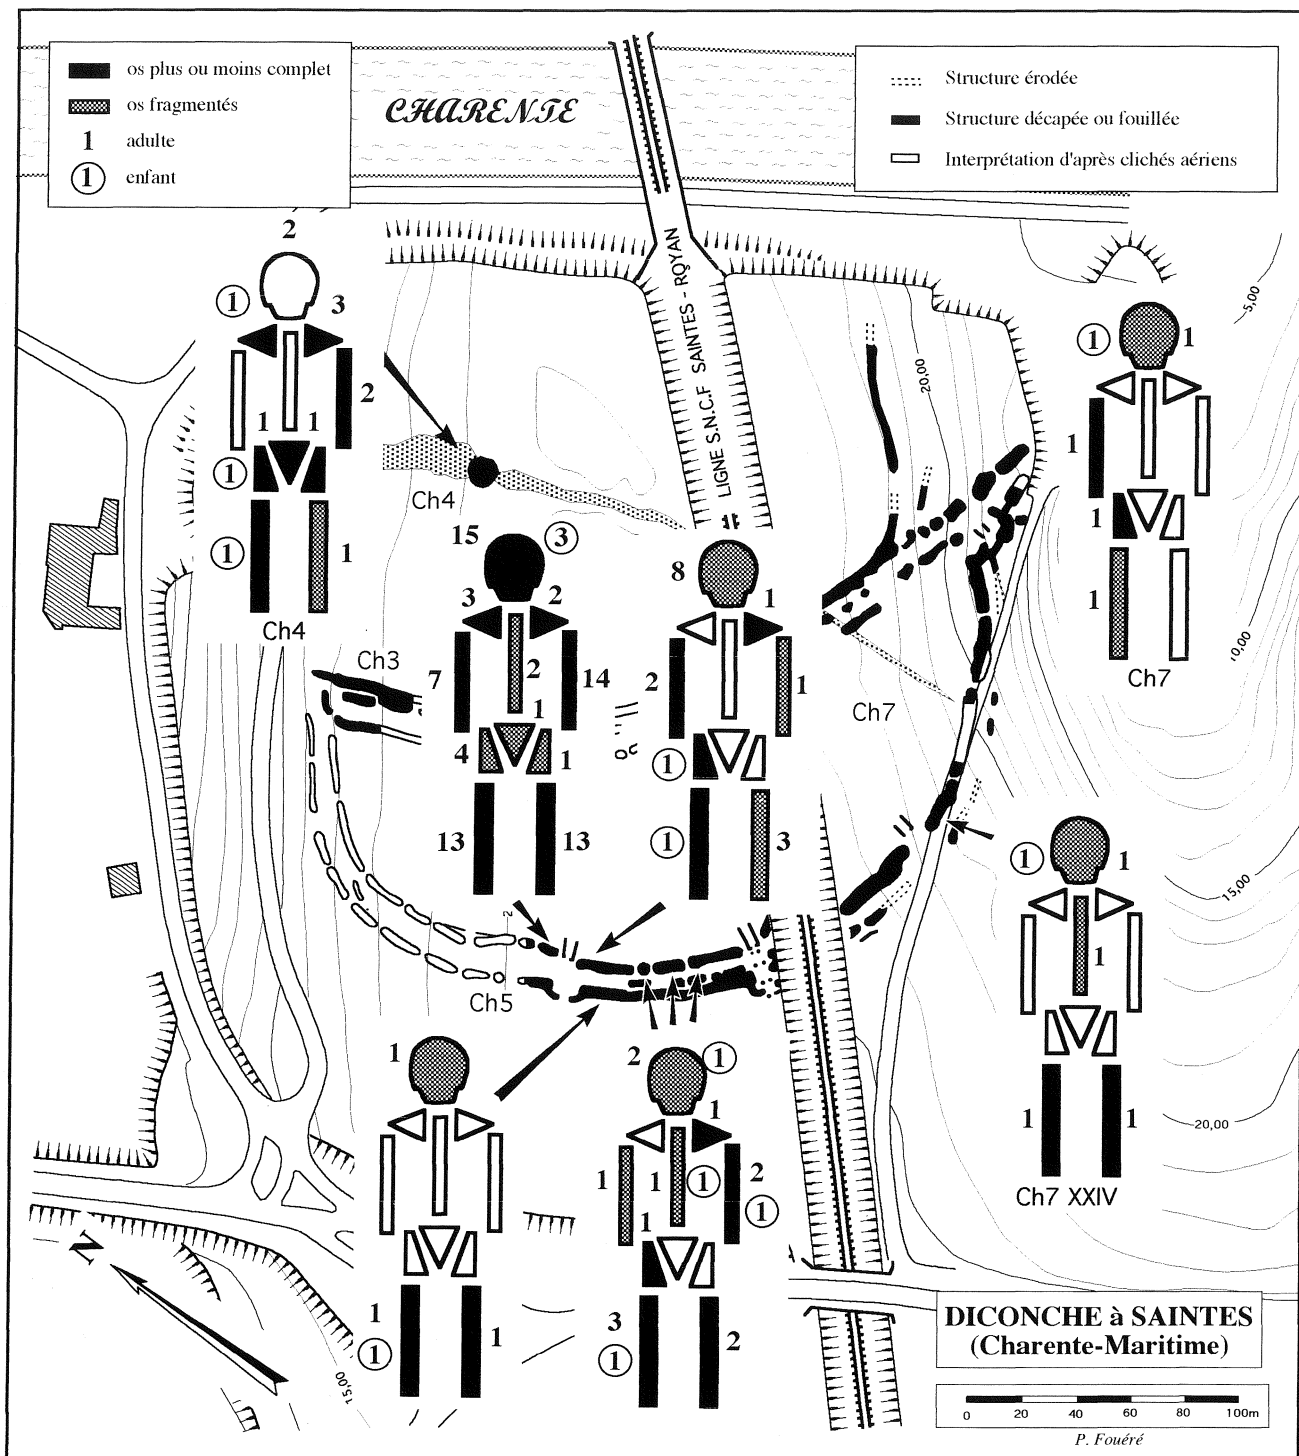 os plus ou moins complet
os fragmentés
1 adulte
1 enfant
CHARENTE
Structure érodée
Structure décapée ou fouillée
Interprétation d'après clichés aériens
LIGNE S.N.C.F SAINTES - ROYAN
5,00
20,00
10,00
15,00
20,00
15,00
2
1
3
2
1 1
1
1
1
Ch4
Ch4
15
3
3
2
7
2
14
1
4
1
13
13
8
1
2
1
1
1
3
1
1
1
1
1
Ch7
Ch3
Ch7
Ch5
2
1
1
1
1
1
Ch7 XXIV
1
1
1
1
2
1
1
1
1
1
2
1
1
3
1
2
N
DICONCHE à SAINTES
(Charente-Maritime)
0 20 40 60 80 100m
P. Fouéré